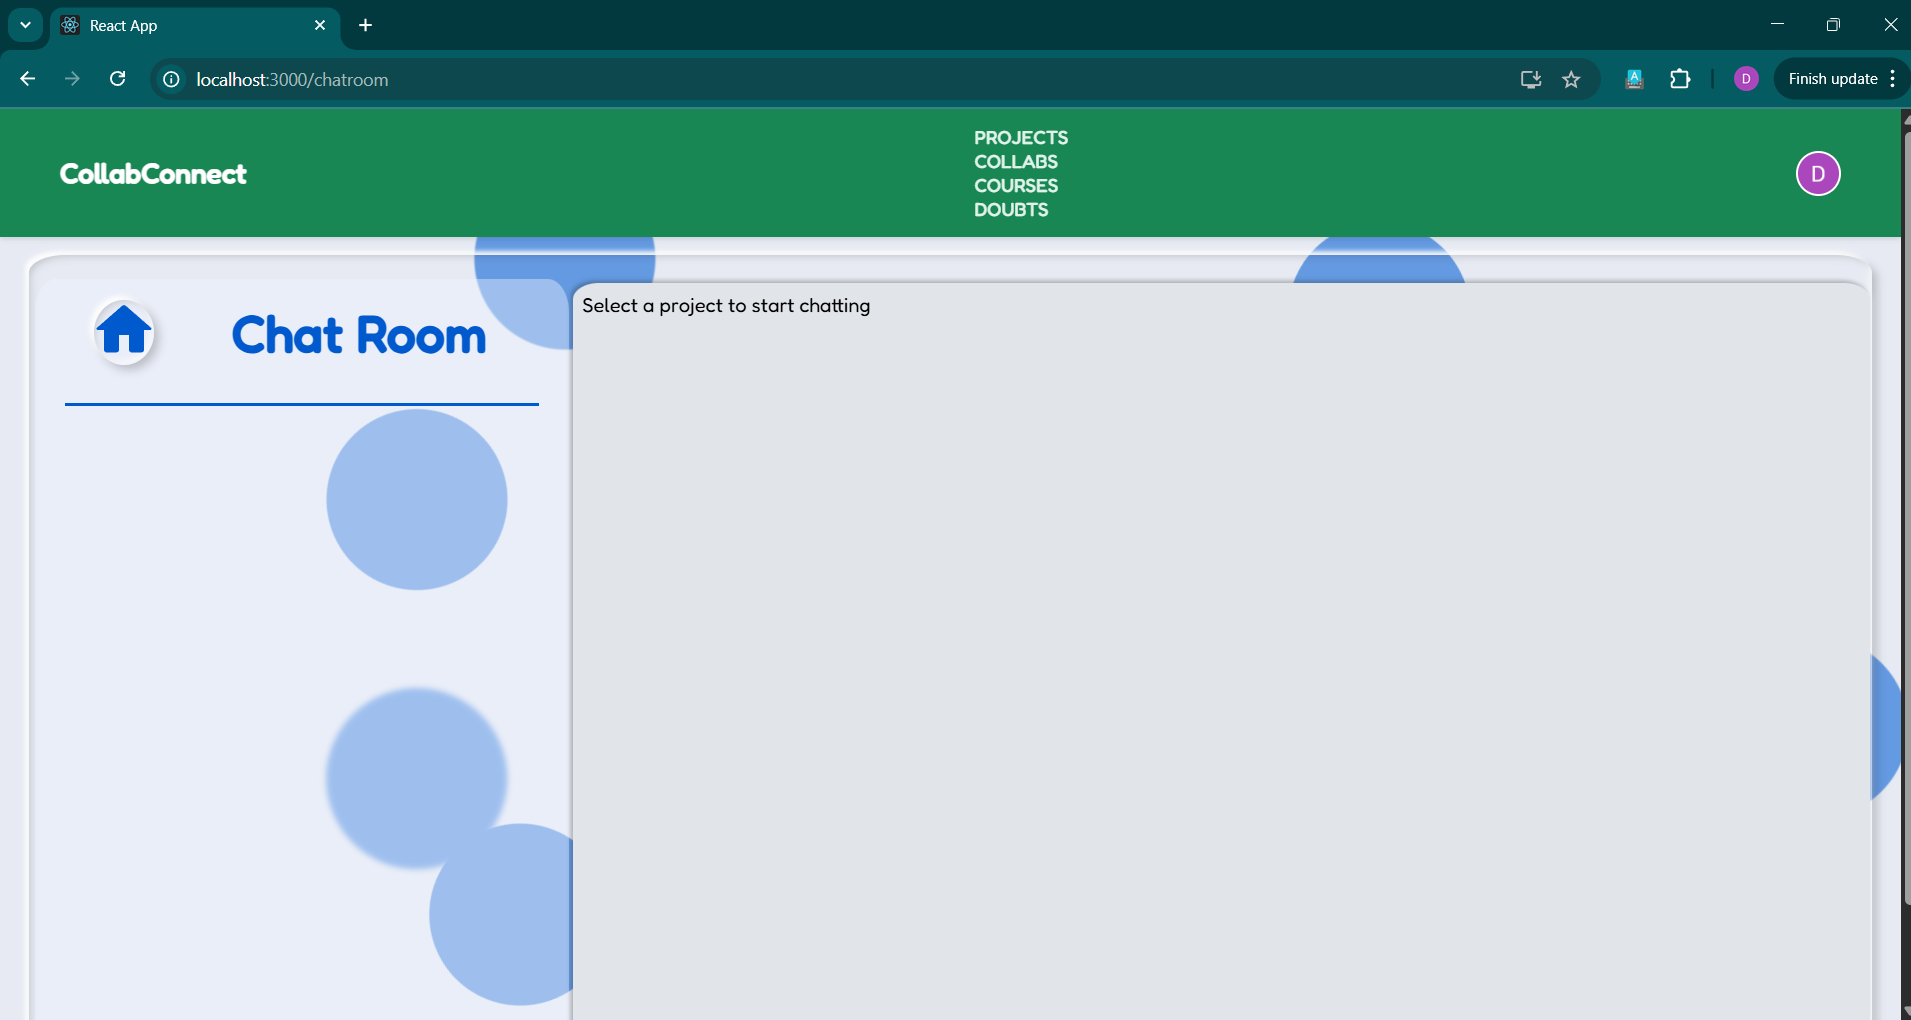 React App
localhost:3000/chatroom
A
D
Finish update
CollabConnect
PROJECTS
COLLABS
COURSES
DOUBTS
D
Chat Room
Select a project to start chatting